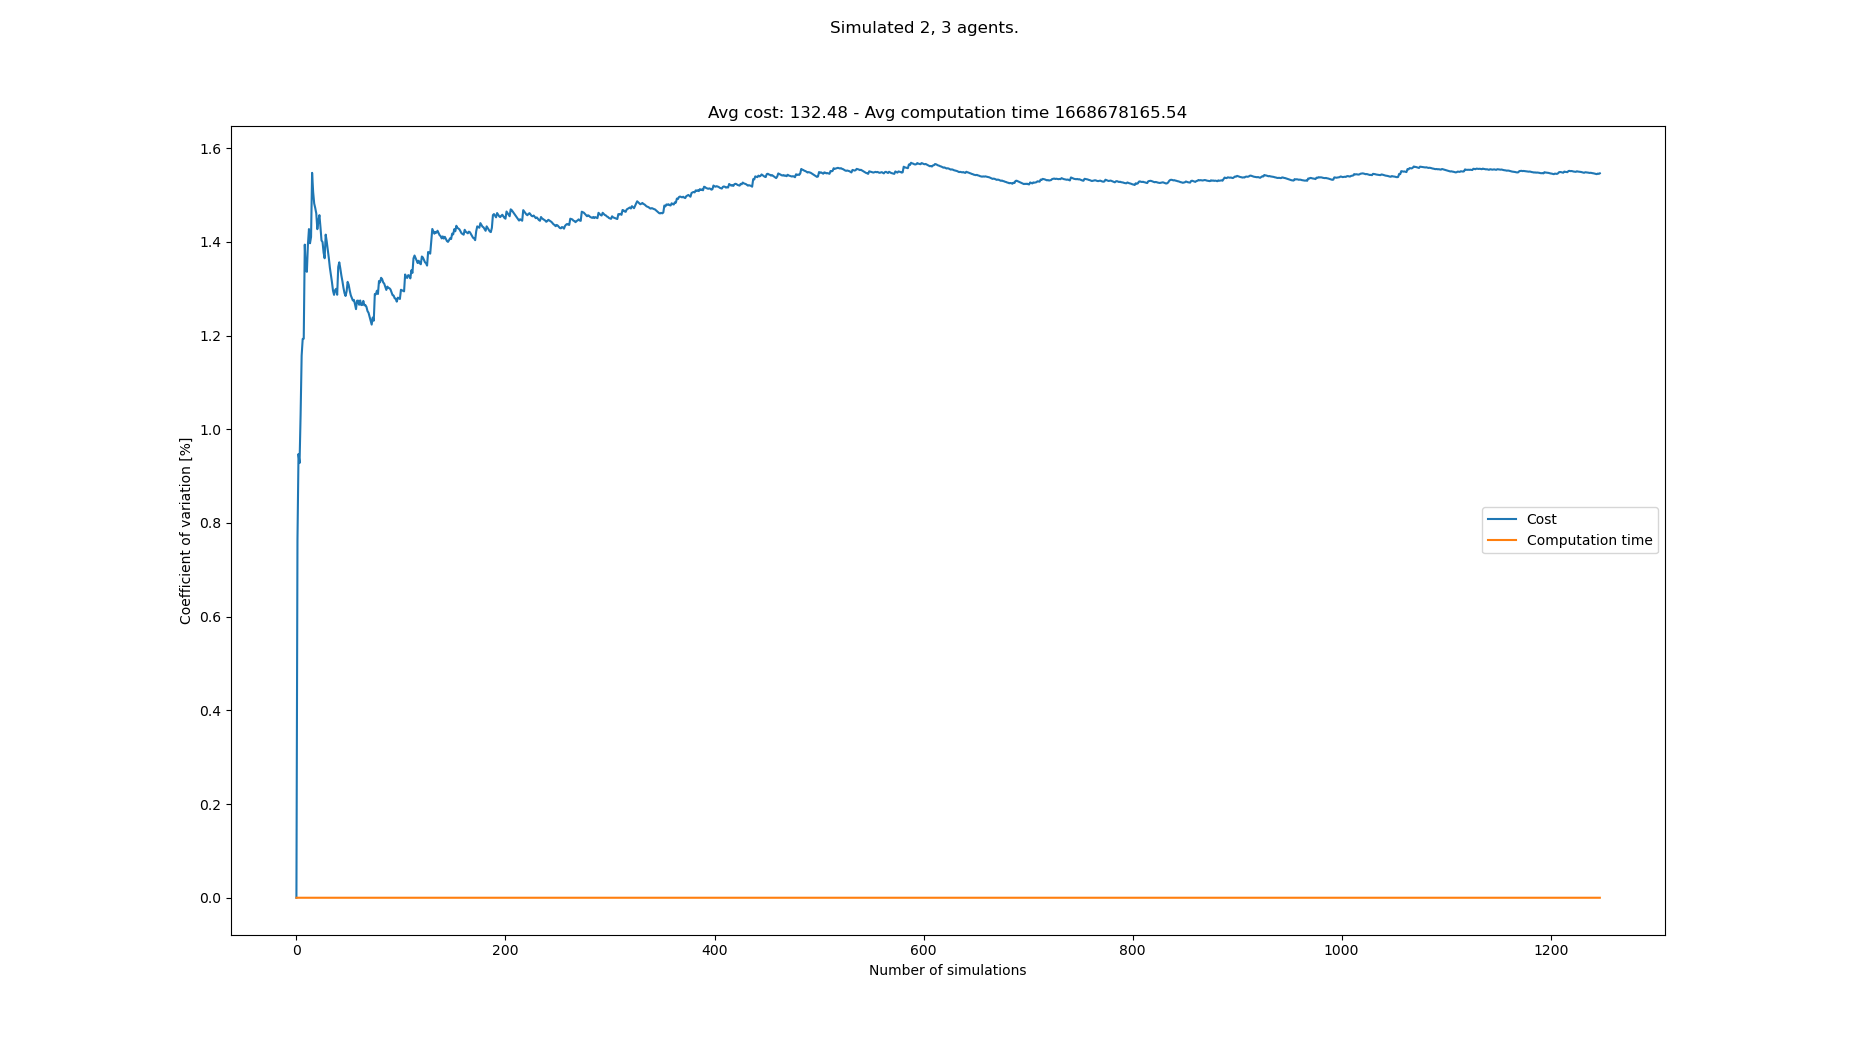 Simulated 2, 3 agents.
Avg cost: 132.48 - Avg computation time 1668678165.54
Coefficient of variation [%]
1.6
1.4
1.2
1.0
0.8
0.6
0.4
0.2
0.0
Cost
Computation time
0 200 400 600 800 1000 1200
Number of simulations